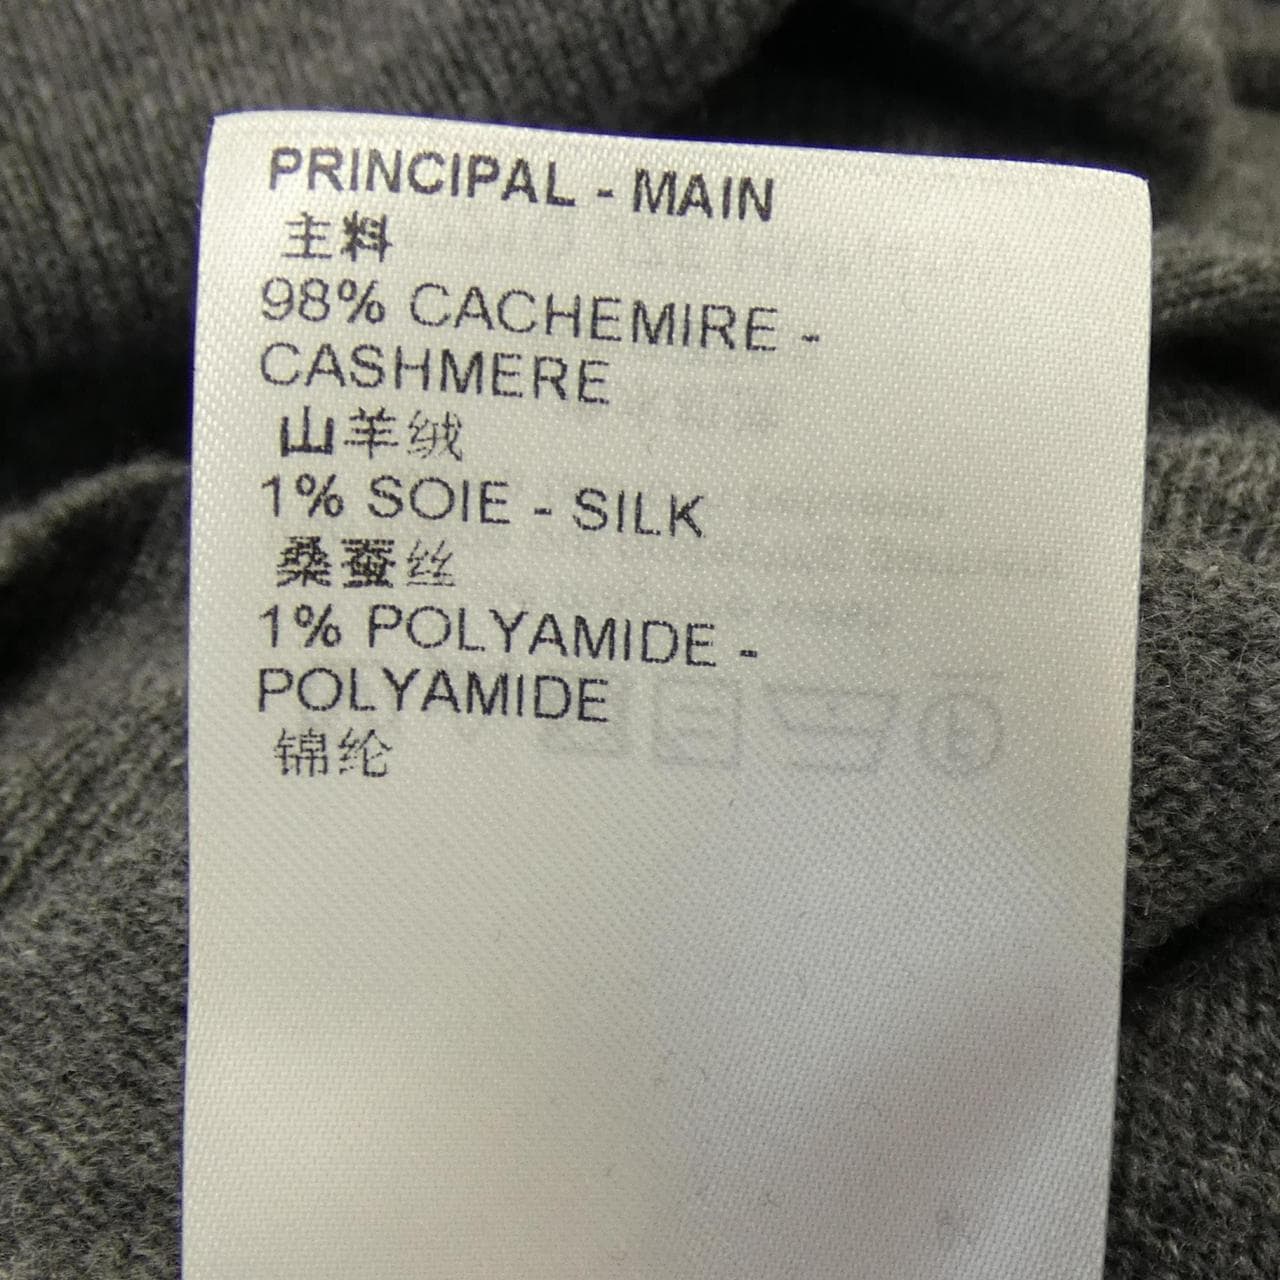 PRINCIPAL - MAIN
主料
98% CACHEMIRE -
CASHMERE
山羊绒
1% SOIE - SILK
桑蚕丝
1% POLYAMIDE -
POLYAMIDE
锦纶